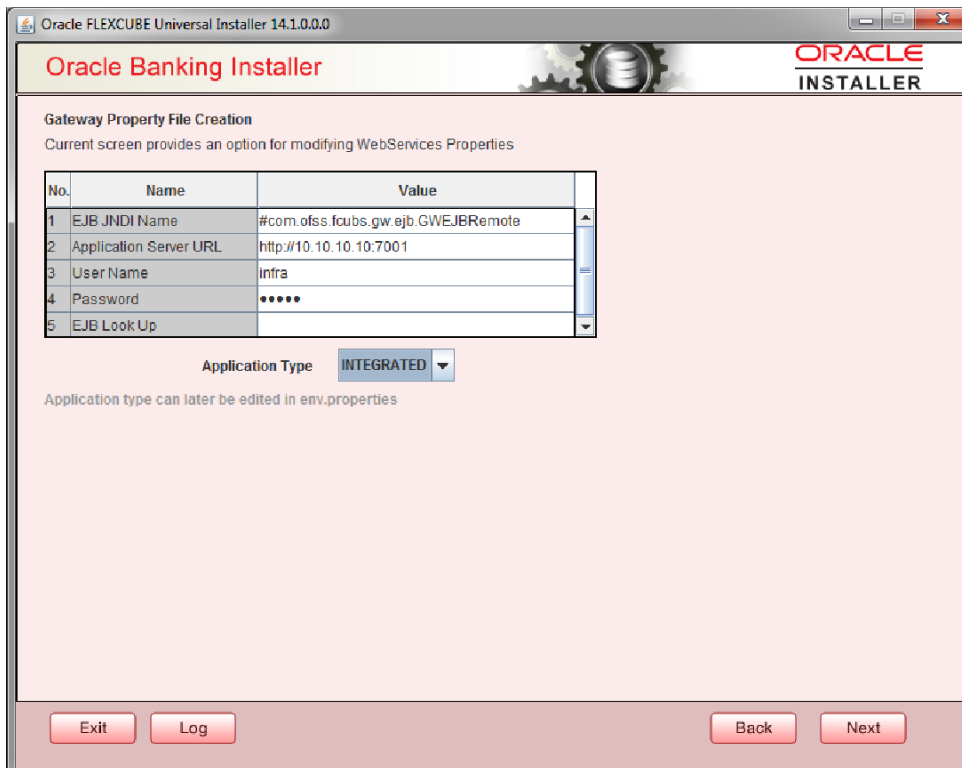 Oracle FLEXCUBE Universal Installer 14.1.0.0.0
Oracle Banking Installer
ORACLE
INSTALLER
Gateway Property File Creation
Current screen provides an option for modifying WebServices Properties
No. Name Value
1 EJB JNDI Name #com.ofss.fcubs.gw.ejb.GWEJBRemote
2 Application Server URL http://10.10.10.10:7001
3 User Name infra
4 Password •••••
5 EJB Look Up
Application Type INTEGRATED
Application type can later be edited in env.properties
Exit Log Back Next